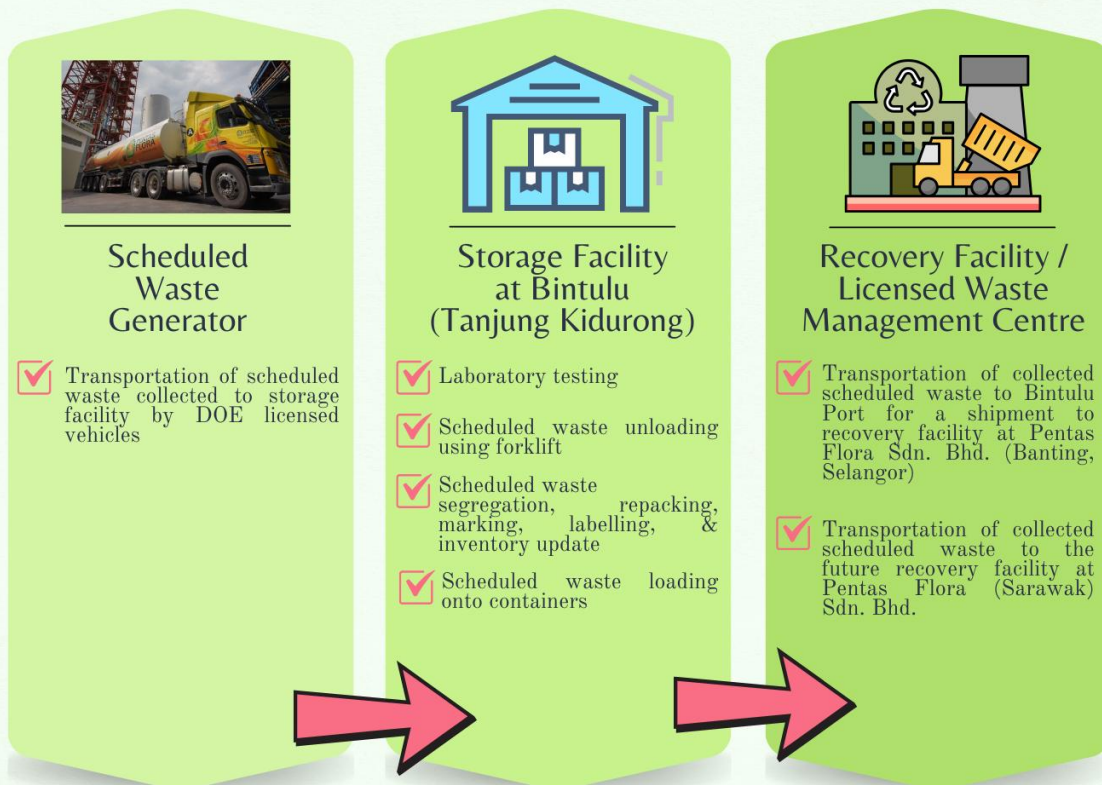 Scheduled
Waste
Generator
Transportation of scheduled
waste collected to storage
facility by DOE licensed
vehicles
Storage Facility
at Bintulu
(Tanjung Kidurong)
Laboratory testing
Scheduled waste unloading
using forklift
Scheduled waste
segregation, repacking,
marking, labelling, &
inventory update
Scheduled waste loading
onto containers
Recovery Facility /
Licensed Waste
Management Centre
Transportation of collected
scheduled waste to Bintulu
Port for a shipment to
recovery facility at Pentas
Flora Sdn. Bhd. (Banting,
Selangor)
Transportation of collected
scheduled waste to the
future recovery facility at
Pentas Flora (Sarawak)
Sdn. Bhd.